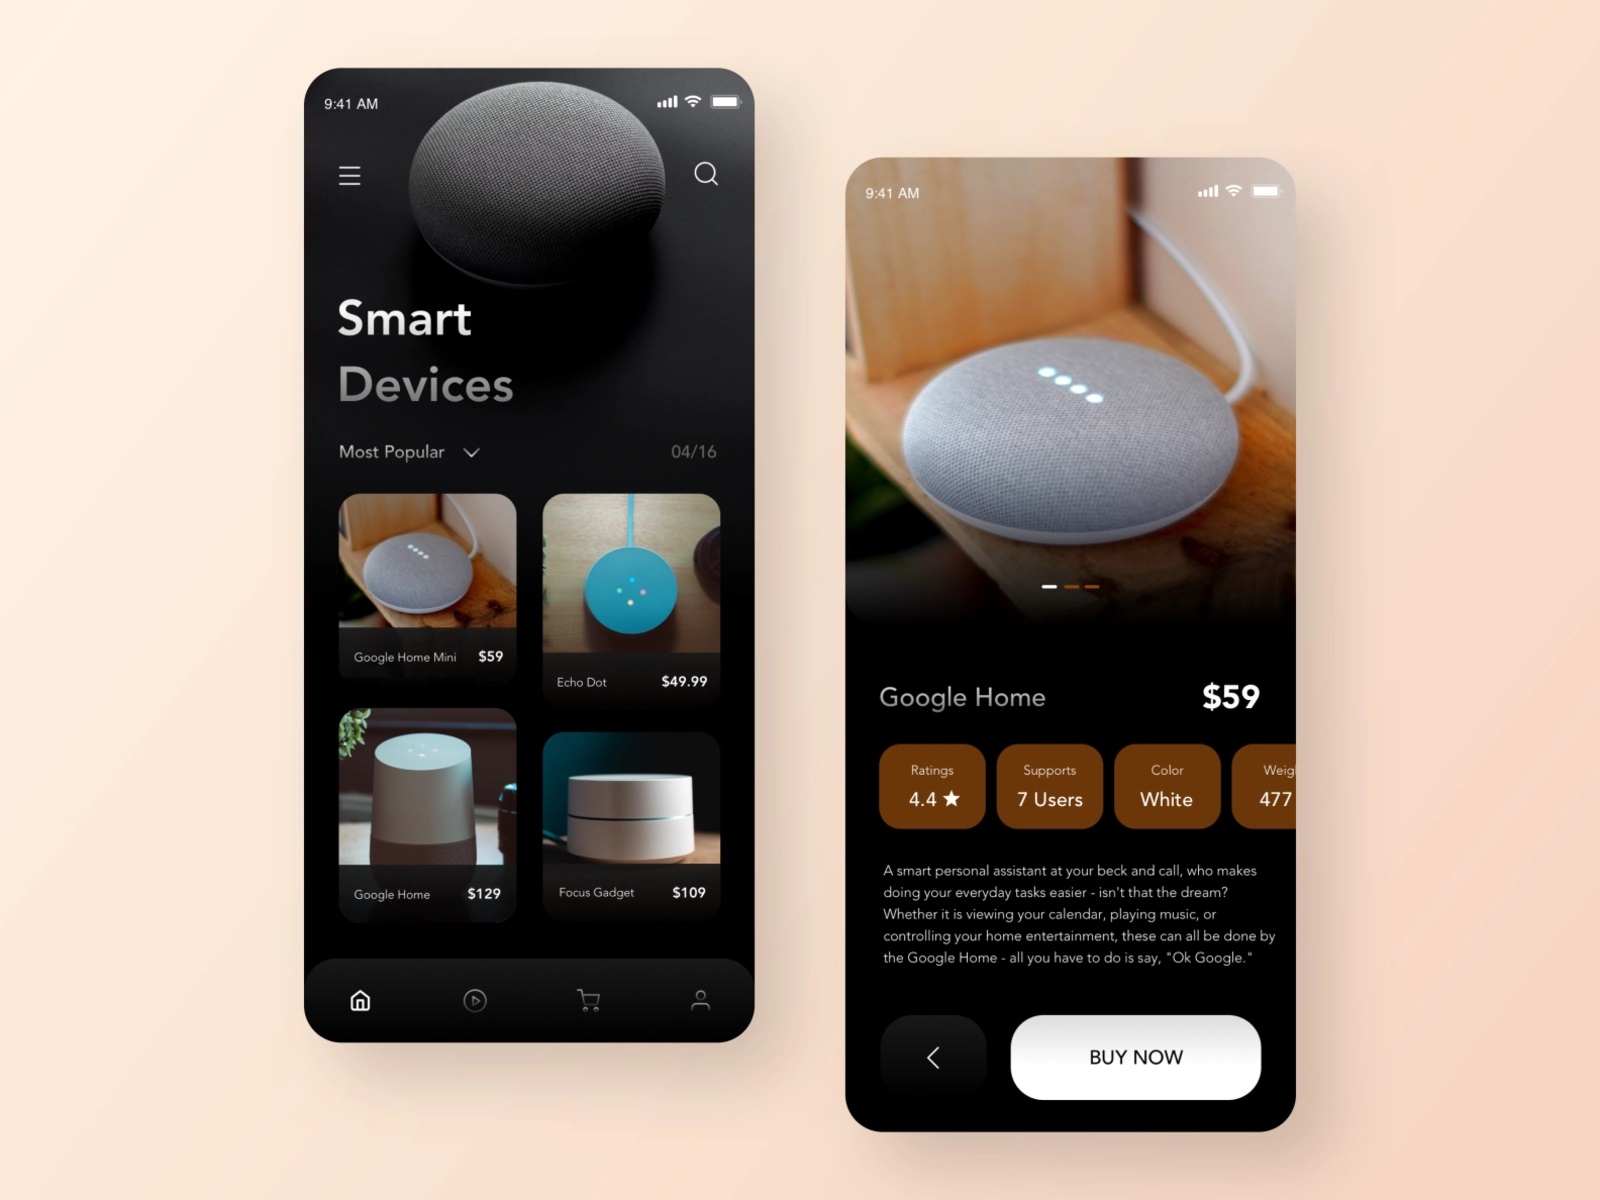 9:41 AM
Smart
Devices
Most Popular
04/16
Google Home Mini $59
Echo Dot $49.99
Google Home $129
Focus Gadget $109
9:41 AM
Google Home $59
Ratings
4.4
Supports
7 Users
Color
White
Weig
477
A smart personal assistant at your beck and call, who makes
doing your everyday tasks easier - isn't that the dream?
Whether it is viewing your calendar, playing music, or
controlling your home entertainment, these can all be done by
the Google Home - all you have to do is say, "Ok Google."
BUY NOW